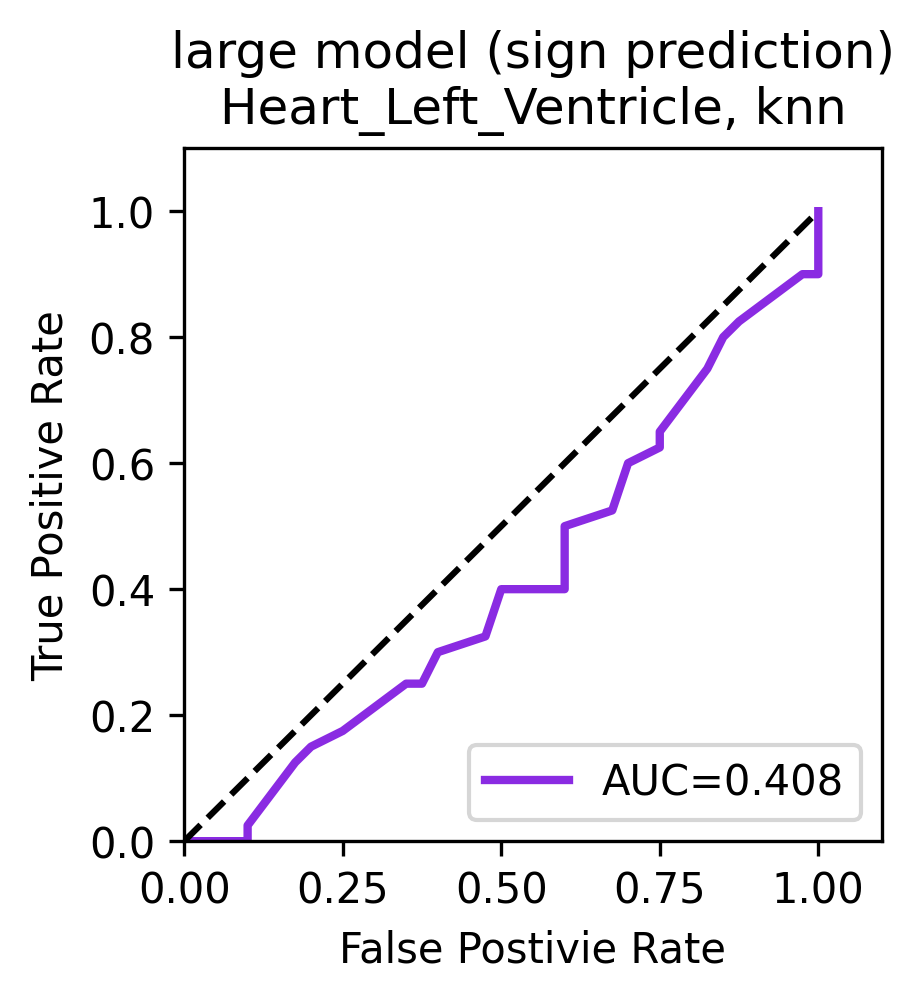 large model (sign prediction)
Heart_Left_Ventricle, knn
True Positive Rate
1.0
0.8
0.6
0.4
0.2
0.0
AUC=0.408
0.00 0.25 0.50 0.75 1.00
False Postivie Rate